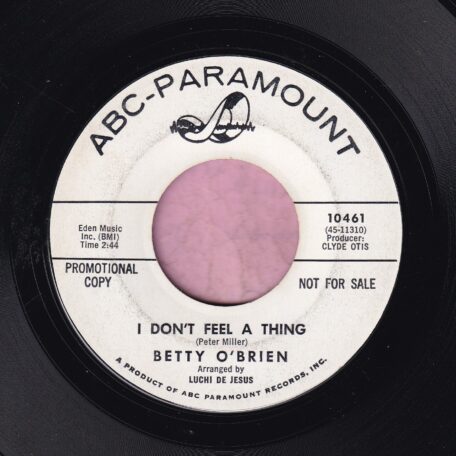 ABC-PARAMOUNT
Eden Music
Inc. (BMI)
Time 2:44
10461
(45-11310)
Producer:
CLYDE OTIS
PROMOTIONAL
COPY
NOT FOR SALE
I DON'T FEEL A THING
(Peter Miller)
BETTY O'BRIEN
Arranged by
LUCHI DE JESUS
A PRODUCT OF ABC PARAMOUNT RECORDS, INC.